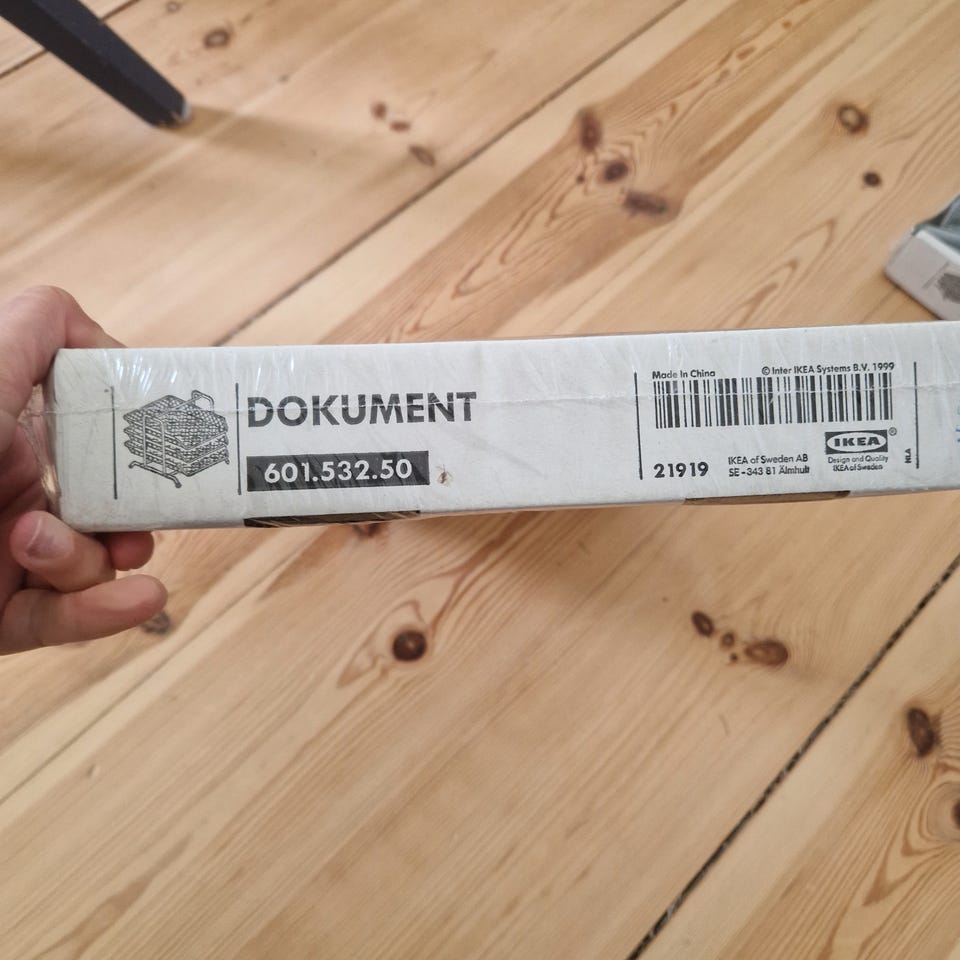 DOKUMENT
601.532.50
Made In China
© Inter IKEA Systems B.V. 1999
21919
IKEA of Sweden AB
SE-343 81 Älmhult
IKEA®
Design and Quality
IKEA of Sweden